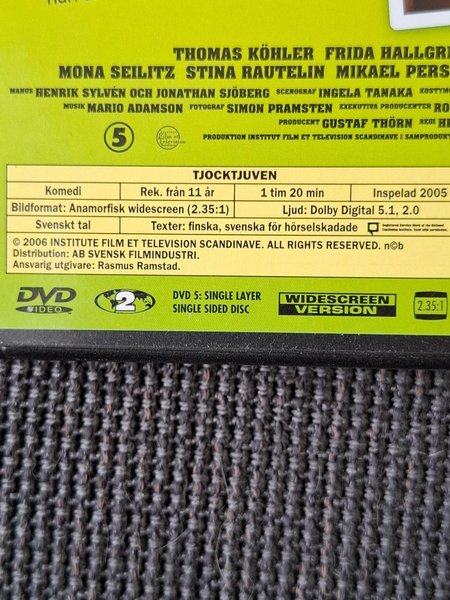 THOMAS KÖHLER FRIDA HALLGR
MONA SEILITZ STINA RAUTELIN MIKAEL PERS
MANUS HENRIK SYLVÉN OCH JONATHAN SJÖBERG SCENOGRAF INGELA TANAKA KOSTYM
MUSIK MARIO ADAMSON FOTOGRAF SIMON PRAMSTEN EXEKUTIVA PRODUCENTER RO
PRODUCENT GUSTAF THÖRN REGI HE
5
PRODUKTION INSTITUT FILM ET TELEVISION SCANDINAVE I SAMPRODUKT
TJOCKTJUVEN
Komedi Rek. från 11 år 1 tim 20 min Inspelad 2005
Bildformat: Anamorfisk widescreen (2.35:1) Ljud: Dolby Digital 5.1, 2.0
Svenskt tal Texter: finska, svenska för hörselskadade
© 2006 INSTITUTE FILM ET TELEVISION SCANDINAVE. ALL RIGHTS RESERVED. n©b
Distribution: AB SVENSK FILMINDUSTRI.
Ansvarig utgivare: Rasmus Ramstad.
DVD VIDEO 2 DVD 5: SINGLE LAYER WIDESCREEN 2.35:1
SINGLE SIDED DISC VERSION